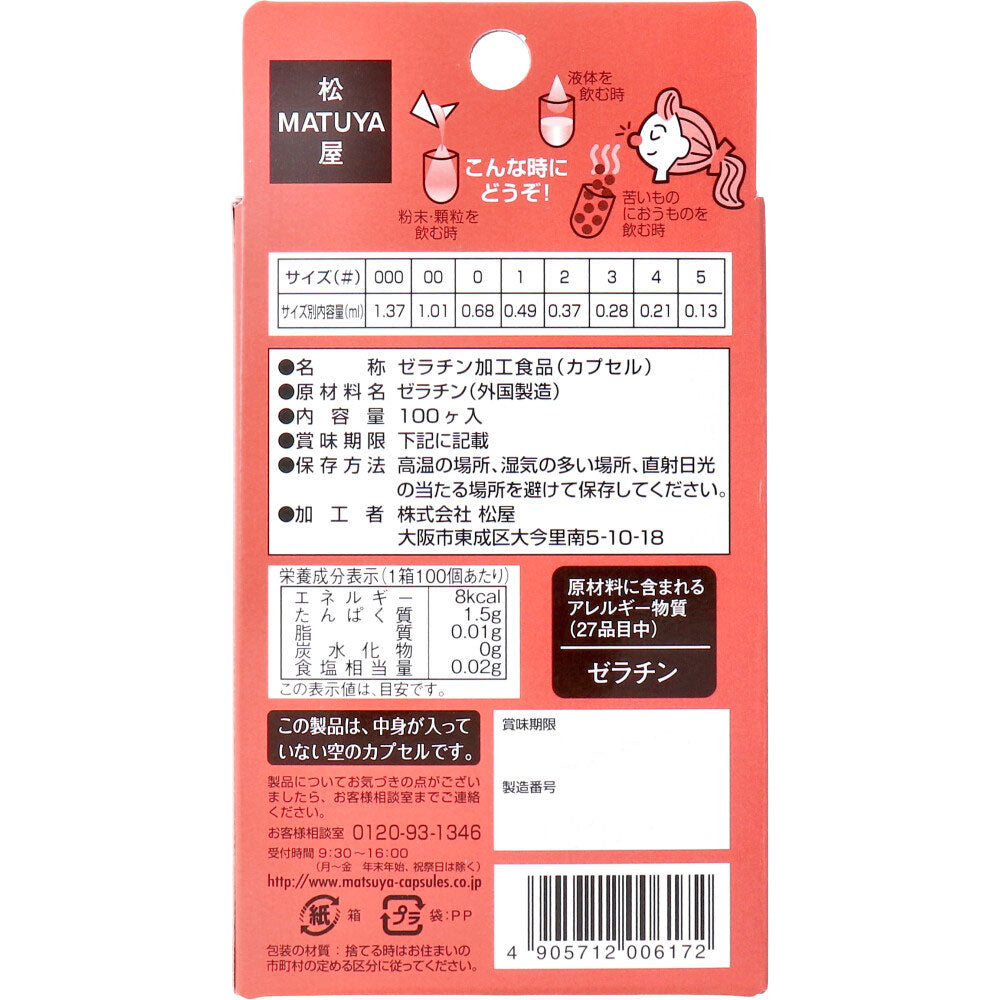 松
MATUYA
屋
液体を
飲む時
こんな時に
どうぞ!
粉末・顆粒を
飲む時
苦いもの
におうものを
飲む時
サイズ(#) 000 00 0 1 2 3 4 5
サイズ別内容量(ml) 1.37 1.01 0.68 0.49 0.37 0.28 0.21 0.13
●名称 ゼラチン加工食品(カプセル)
●原材料名 ゼラチン(外国製造)
●内容量 100ヶ入
●賞味期限 下記に記載
●保存方法 高温の場所、湿気の多い場所、直射日光
の当たる場所を避けて保存してください。
●加工者 株式会社 松屋
大阪市東成区大今里南5-10-18
栄養成分表示(1箱100個あたり)
エネルギー 8kcal
たんぱく質 1.5g
脂質 0.01g
炭水化物 0g
食塩相当量 0.02g
この表示値は、目安です。
原材料に含まれる
アレルギー物質
(27品目中)
ゼラチン
この製品は、中身が入って
いない空のカプセルです。
製品についてお気づきの点がござい
ましたら、お客様相談室までご連絡
ください。
お客様相談室 0120-93-1346
受付時間 9:30~16:00
(月~金 年末年始、祝祭日は除く)
http://www.matsuya-capsules.co.jp
紙 箱 プラ 袋:PP
包装の材質:捨てる時はお住まいの
市町村の定める区分に従ってください。
賞味期限
製造番号
4 905712 006172